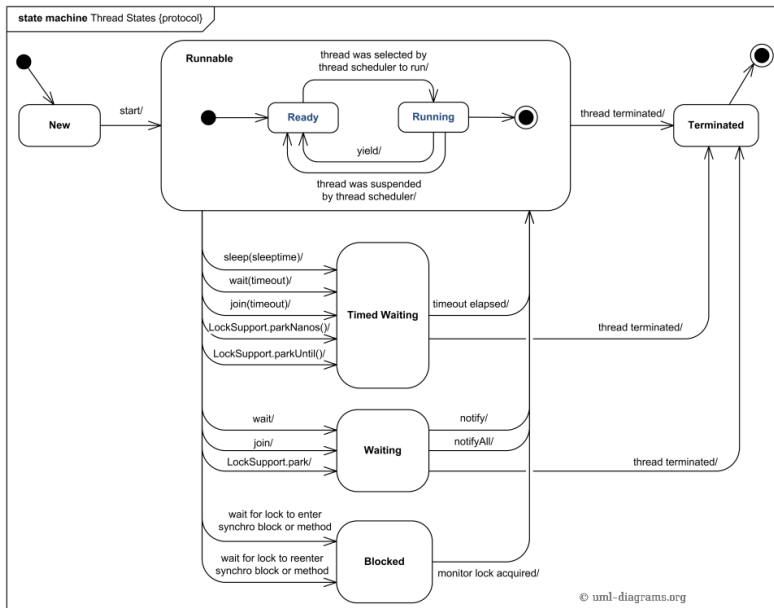 state machine Thread States {protocol}
Runnable
thread was selected by
thread scheduler to run/
New
start/
Ready
Running
yield/
thread was suspended
by thread scheduler/
thread terminated/
Terminated
sleep(sleeptime)/
wait(timeout)/
join(timeout)/
LockSupport.parkNanos()/
LockSupport.parkUntil()/
Timed Waiting
timeout elapsed/
thread terminated/
wait/
join/
LockSupport.park/
Waiting
notify/
notifyAll/
thread terminated/
wait for lock to enter
synchro block or method
wait for lock to reenter
synchro block or method
Blocked
monitor lock acquired/
© uml-diagrams.org